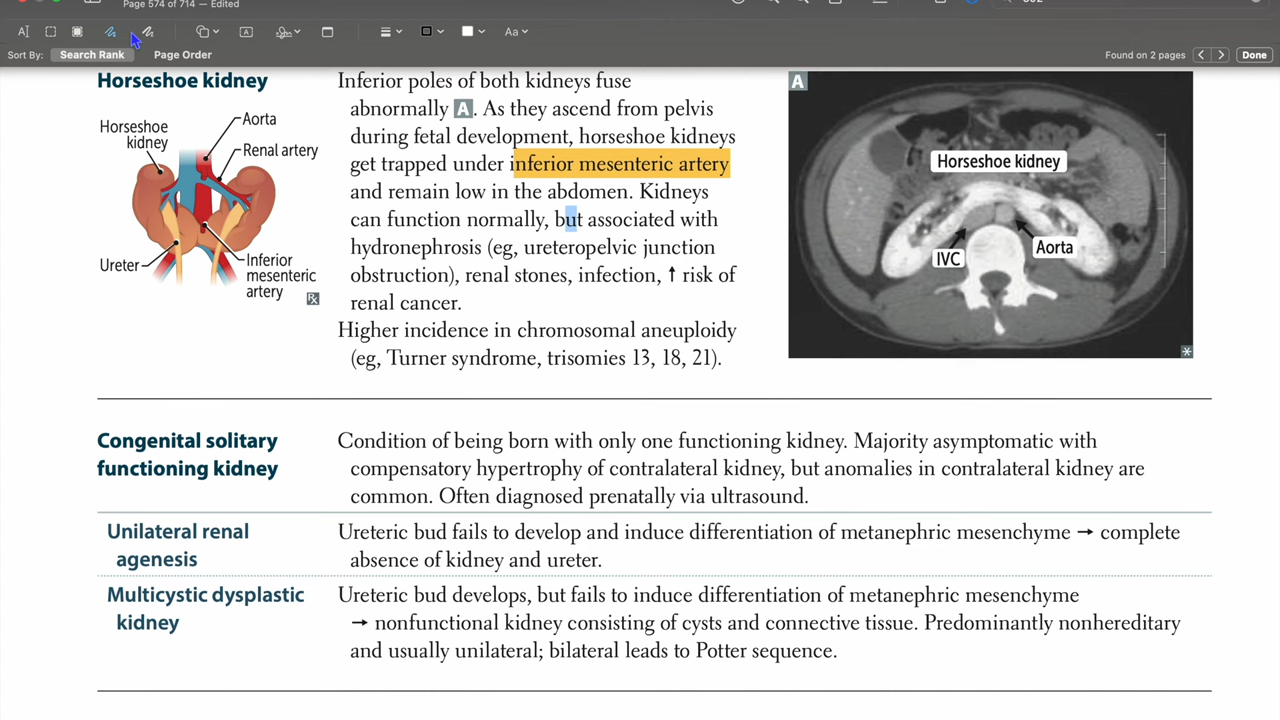 Page 574 of 714 — Edited
Aa
Sort By: Search Rank Page Order
Found on 2 pages
Done
Horseshoe kidney
Horseshoe
kidney
Aorta
Renal artery
Ureter
Inferior
mesenteric
artery
Rx
Inferior poles of both kidneys fuse
abnormally A. As they ascend from pelvis
during fetal development, horseshoe kidneys
get trapped under inferior mesenteric artery
and remain low in the abdomen. Kidneys
can function normally, but associated with
hydronephrosis (eg, ureteropelvic junction
obstruction), renal stones, infection, ↑ risk of
renal cancer.
Higher incidence in chromosomal aneuploidy
(eg, Turner syndrome, trisomies 13, 18, 21).
A
Horseshoe kidney
IVC
Aorta
*
Congenital solitary
functioning kidney
Condition of being born with only one functioning kidney. Majority asymptomatic with
compensatory hypertrophy of contralateral kidney, but anomalies in contralateral kidney are
common. Often diagnosed prenatally via ultrasound.
Unilateral renal
agenesis
Ureteric bud fails to develop and induce differentiation of metanephric mesenchyme → complete
absence of kidney and ureter.
Multicystic dysplastic
kidney
Ureteric bud develops, but fails to induce differentiation of metanephric mesenchyme
→ nonfunctional kidney consisting of cysts and connective tissue. Predominantly nonhereditary
and usually unilateral; bilateral leads to Potter sequence.